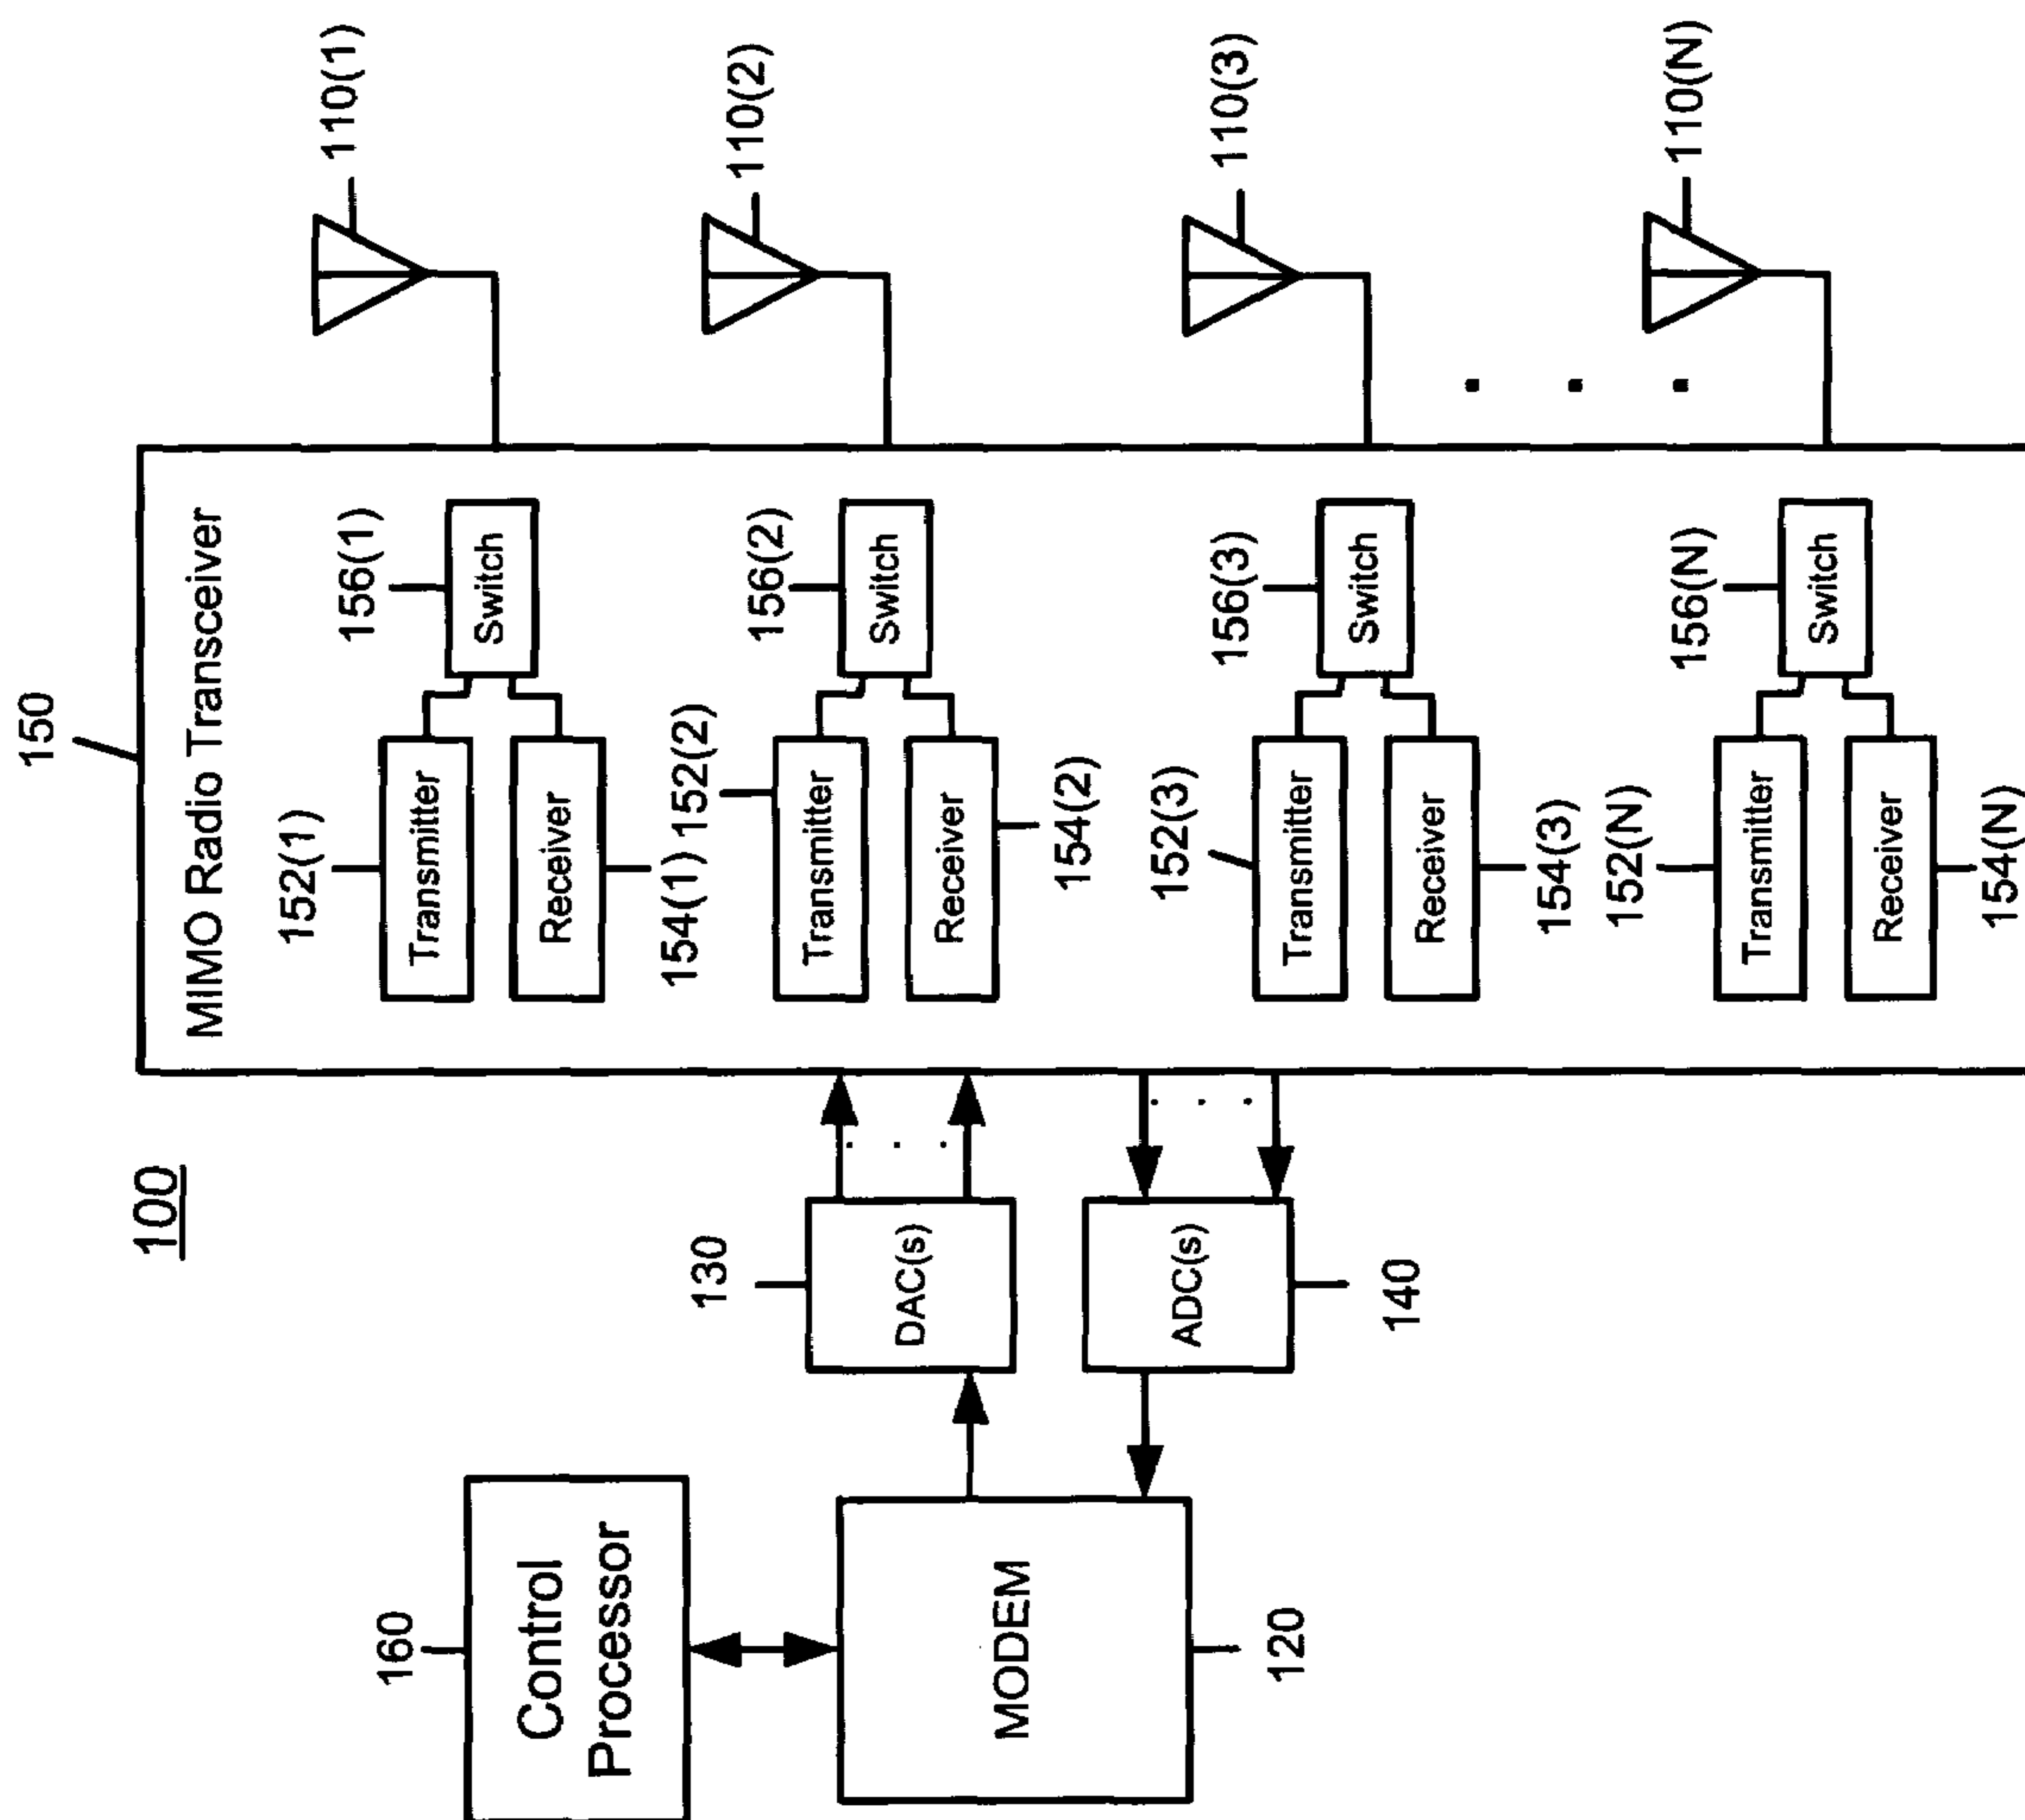 100
150
MIMO Radio Transceiver
160
Control
Processor
MODEM
120
130
DAC(s)
ADC(s)
140
152(1)
Transmitter
Receiver
154(1)
156(1)
Switch
110(1)
152(2)
Transmitter
Receiver
154(2)
156(2)
Switch
110(2)
152(3)
Transmitter
Receiver
154(3)
156(3)
Switch
110(3)
152(N)
Transmitter
Receiver
154(N)
156(N)
Switch
110(N)